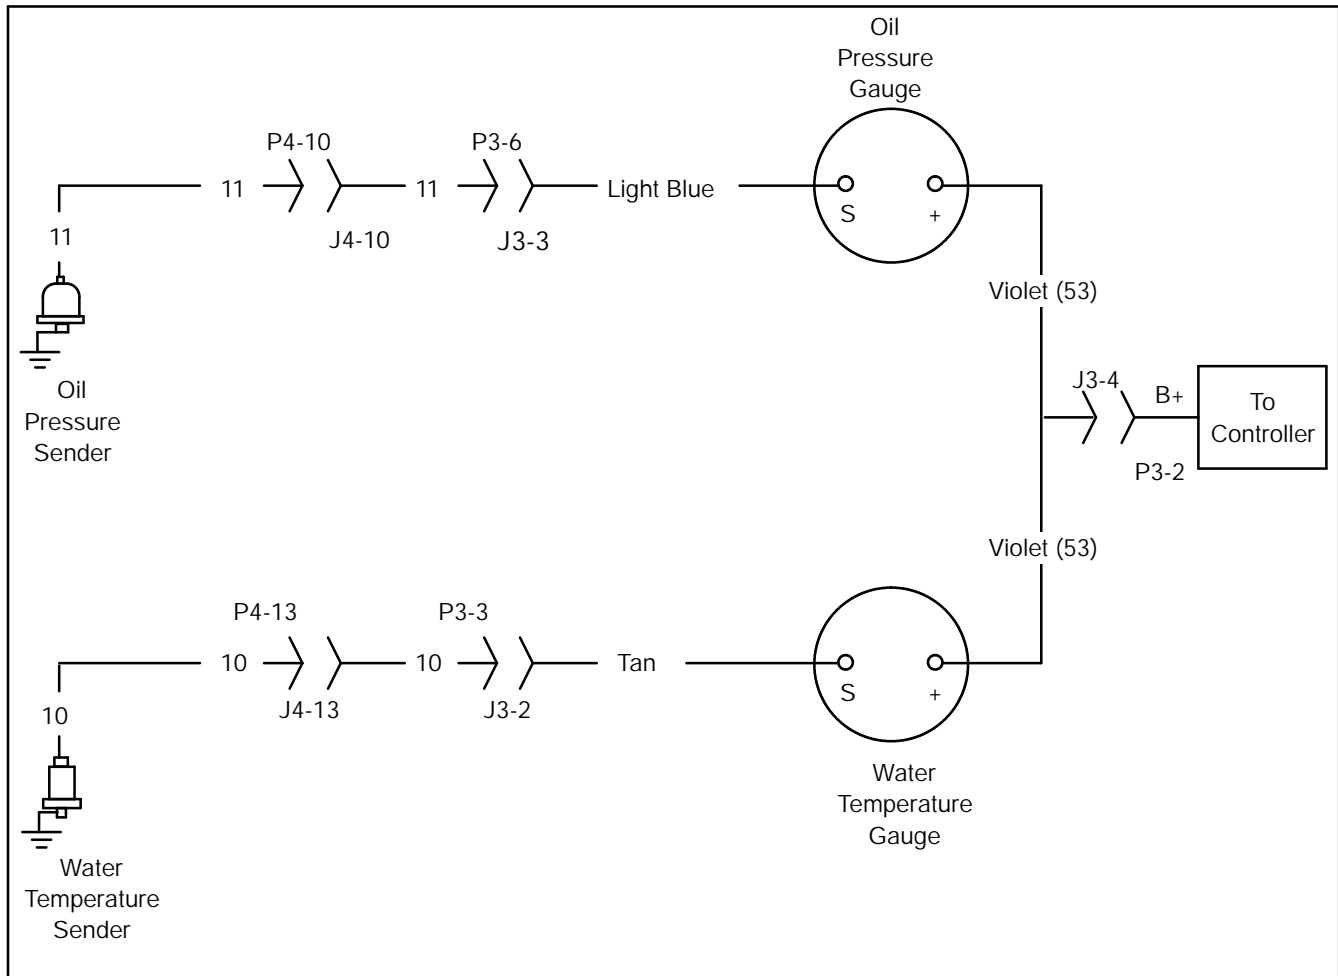 Oil
Pressure
Gauge
P4-10
P3-6
11
11
Light Blue
S
+
J4-10
J3-3
11
Violet (53)
Oil
Pressure
Sender
J3-4
B+
To
Controller
P3-2
Violet (53)
P4-13
P3-3
10
10
Tan
S
+
J4-13
J3-2
10
Water
Temperature
Gauge
Water
Temperature
Sender